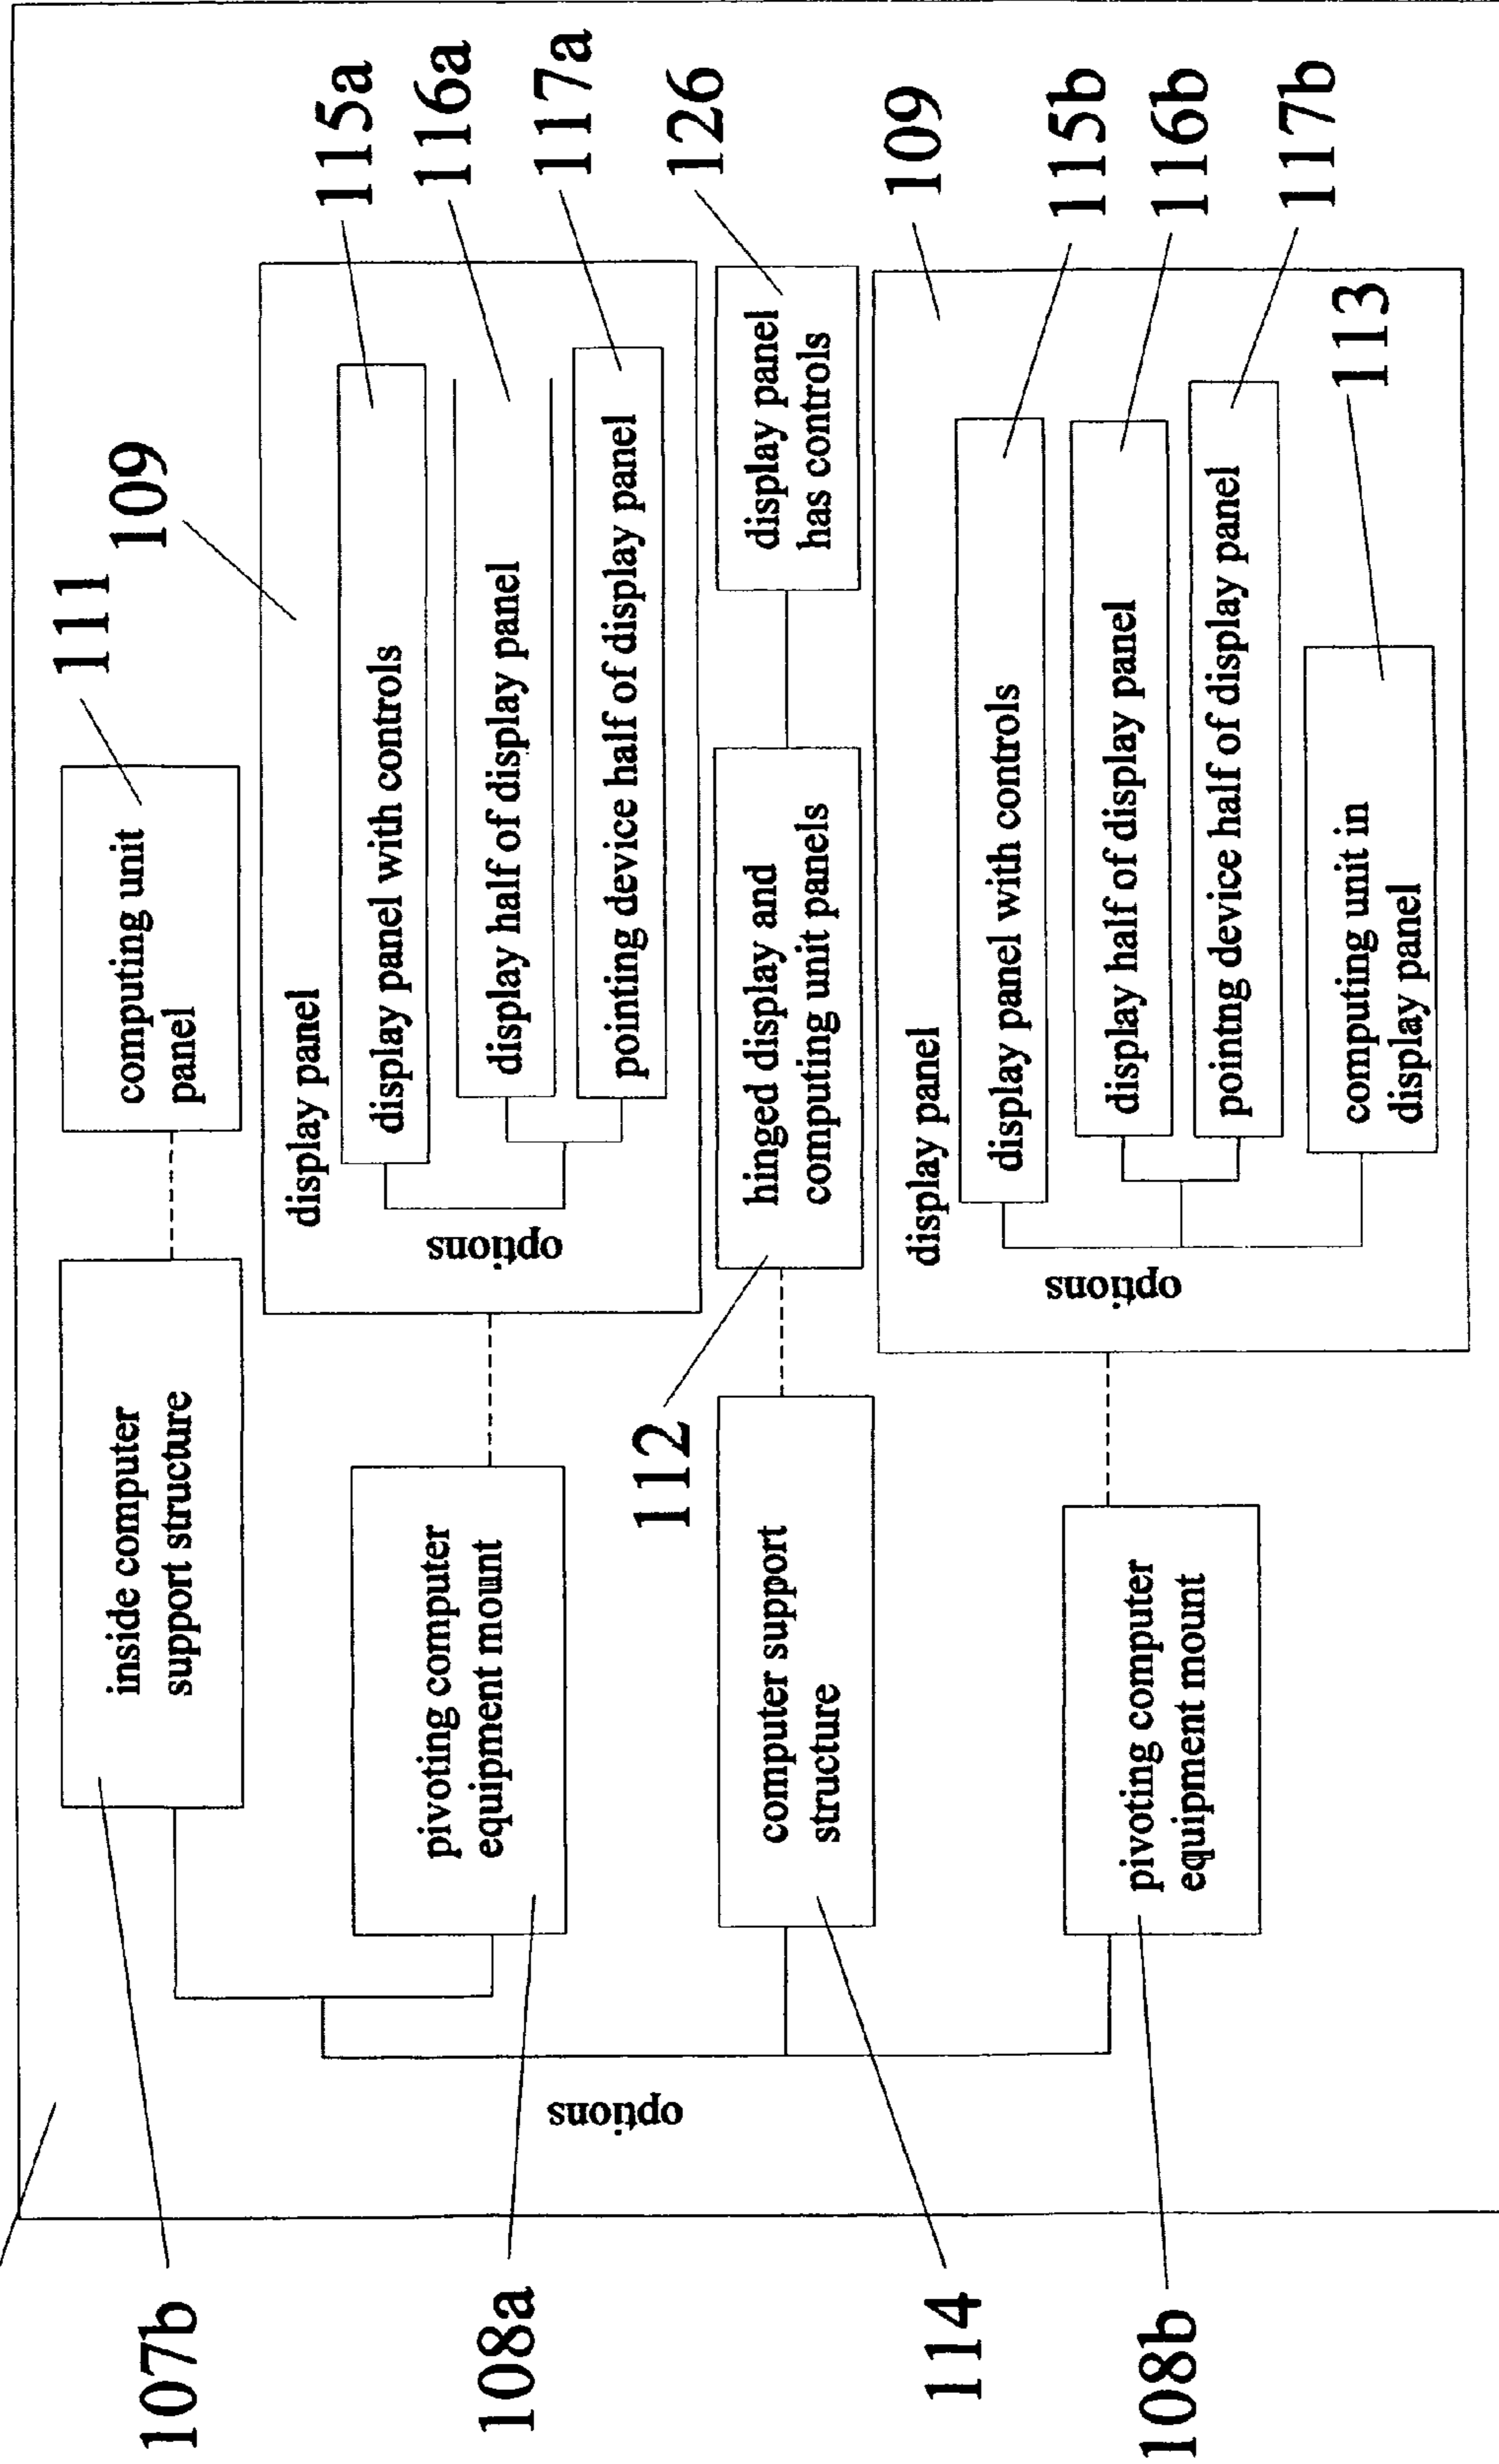 107b
inside computer
support structure
computing unit
panel
111
108a
pivoting computer
equipment mount
109
display panel
options
display panel with controls
115a
display half of display panel
116a
pointing device half of display panel
117a
options
114
computer support
structure
112
hinged display and
computing unit panels
display panel
has controls
126
108b
pivoting computer
equipment mount
109
display panel
options
display panel with controls
115b
display half of display panel
116b
pointng device half of display panel
117b
computing unit in
display panel
113